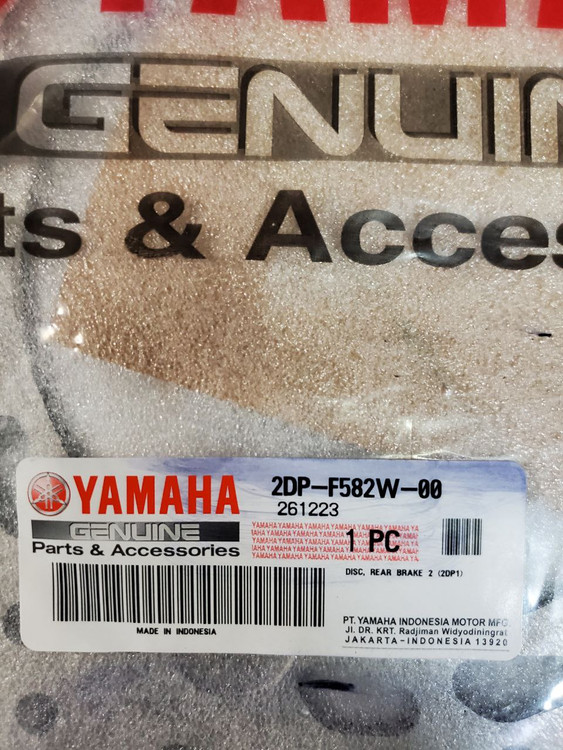 YAMAHA
GENUINE
ts & Acces
YAMAHA
GENUINE
Parts & Accessories
2DP-F582W-00
261223
1 PC
DISC, REAR BRAKE 2 (2DP1)
MADE IN INDONESIA
PT. YAMAHA INDONESIA MOTOR MFG.
Jl. DR. KRT. Radjiman Widyodiningrat
JAKARTA-INDONESIA 13920